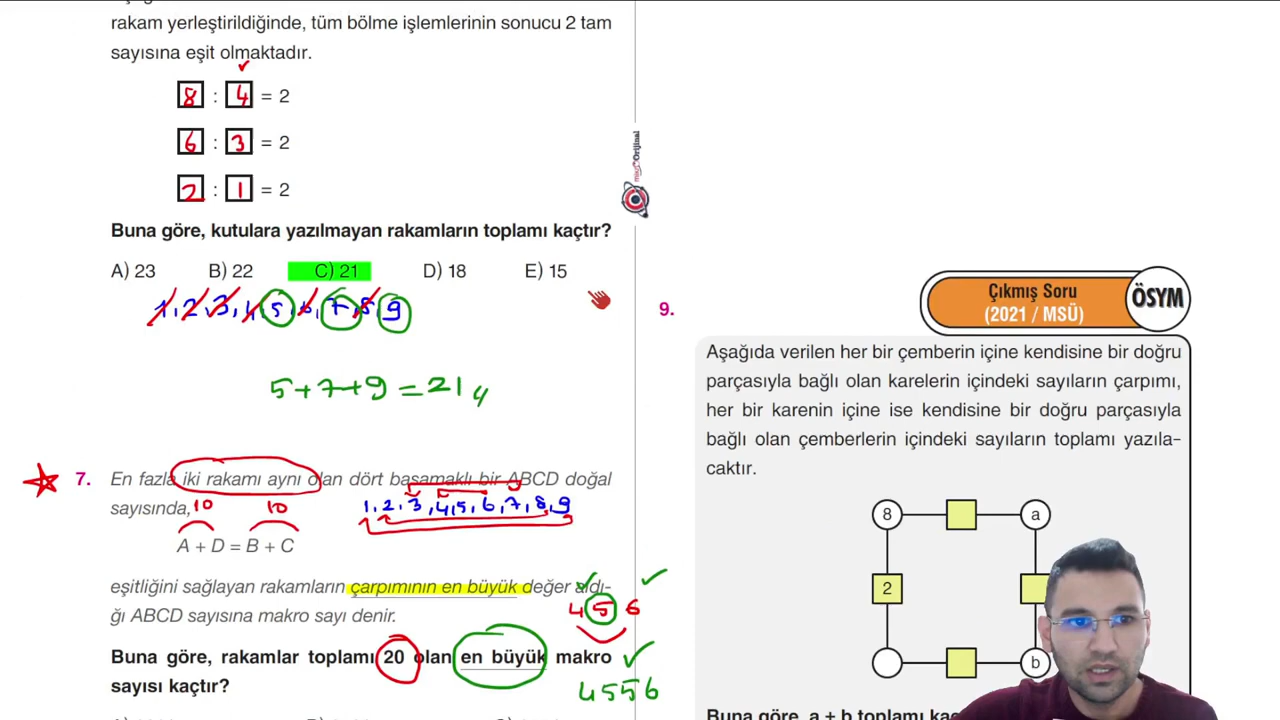 rakam yerleştirildiğinde, tüm bölme işlemlerinin sonucu 2 tam
sayısına eşit olmaktadır.
8 : 4 = 2
6 : 3 = 2
2 : 1 = 2
Buna göre, kutulara yazılmayan rakamların toplamı kaçtır?
A) 23 B) 22 C) 21 D) 18 E) 15
1, 2, 3, 4, 5, 6, 7, 8, 9
5+7+9=21
7. En fazla iki rakamı aynı olan dört basamaklı bir ABCD doğal
sayısında,
10 10
1, 2, 3, 4, 5, 6, 7, 8, 9
A + D = B + C
eşitliğini sağlayan rakamların çarpımının en büyük değer aldı-
ğı ABCD sayısına makro sayı denir.
4 5 6
Buna göre, rakamlar toplamı 20 olan en büyük makro
sayısı kaçtır?
4556
Orijinal
9.
Çıkmış Soru
(2021 / MSÜ)
ÖSYM
Aşağıda verilen her bir çemberin içine kendisine bir doğru
parçasıyla bağlı olan karelerin içindeki sayıların çarpımı,
her bir karenin içine ise kendisine bir doğru parçasıyla
bağlı olan çemberlerin içindeki sayıların toplamı yazıla-
caktır.
8 a
2
b
Buna göre, a + b toplamı